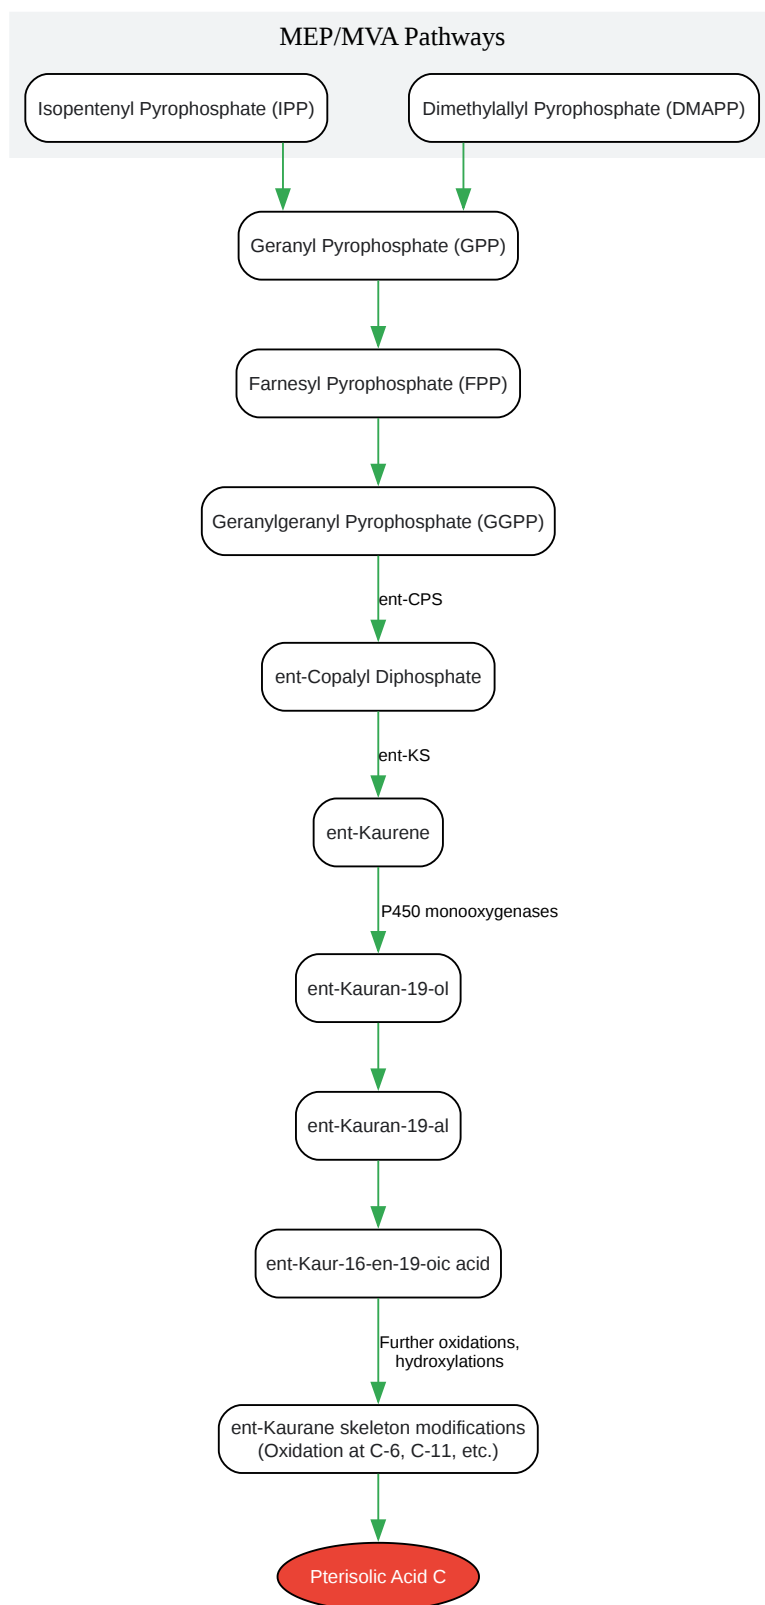 MEP/MVA Pathways
Isopentenyl Pyrophosphate (IPP)
Dimethylallyl Pyrophosphate (DMAPP)
Geranyl Pyrophosphate (GPP)
Farnesyl Pyrophosphate (FPP)
Geranylgeranyl Pyrophosphate (GGPP)
ent-CPS
ent-Copalyl Diphosphate
ent-KS
ent-Kaurene
P450 monooxygenases
ent-Kauran-19-ol
ent-Kauran-19-al
ent-Kaur-16-en-19-oic acid
Further oxidations,
hydroxylations
ent-Kaurane skeleton modifications
(Oxidation at C-6, C-11, etc.)
Pterisolic Acid C